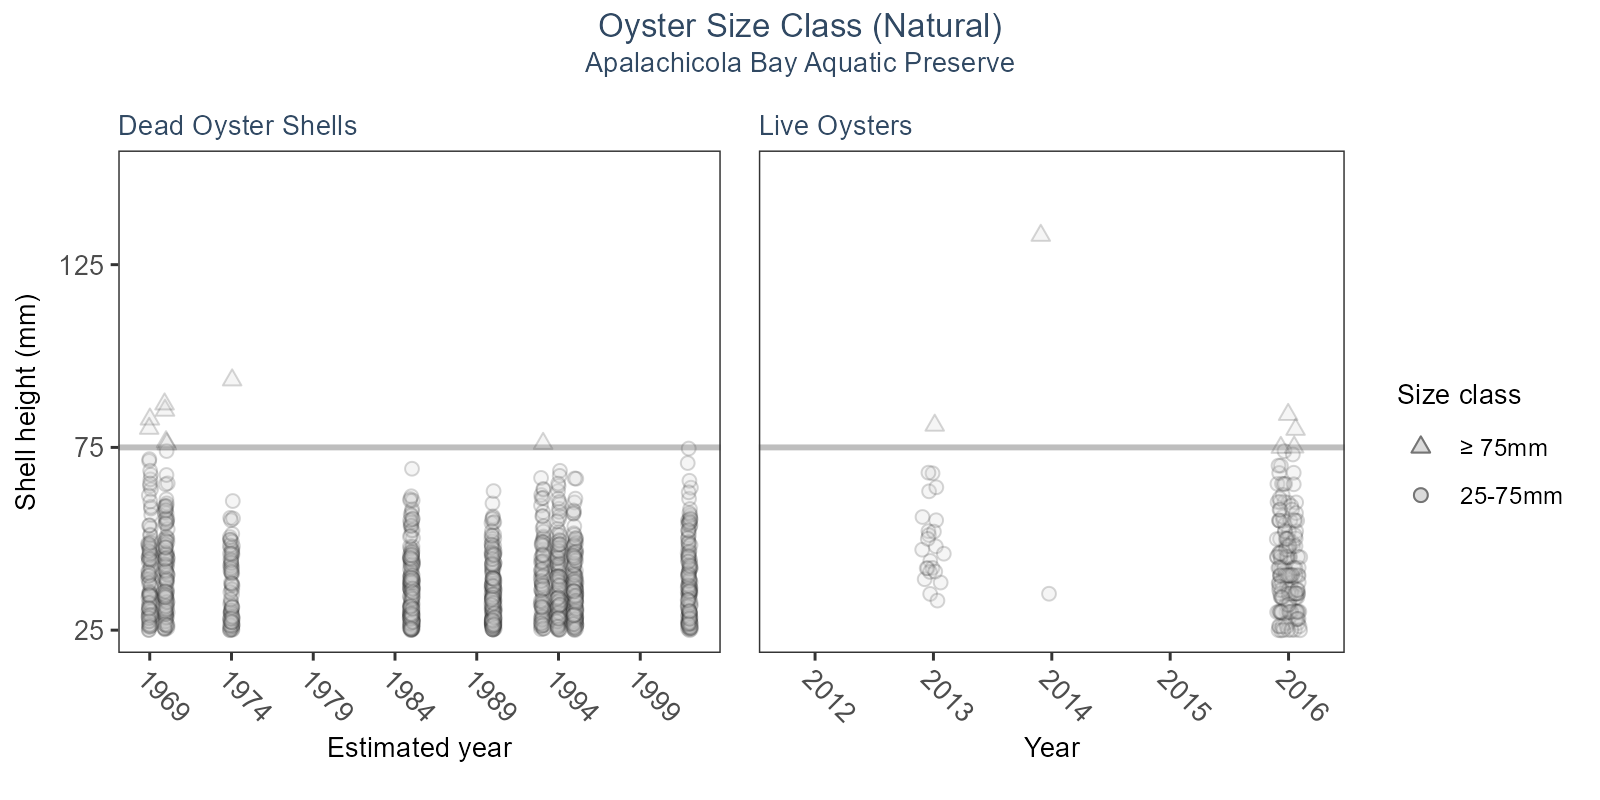 Oyster Size Class (Natural)
Apalachicola Bay Aquatic Preserve
Dead Oyster Shells
Live Oysters
Shell height (mm)
125
75
25
1969
1974
1979
1984
1989
1994
1999
Estimated year
2012
2013
2014
2015
2016
Year
Size class
≥ 75mm
25-75mm